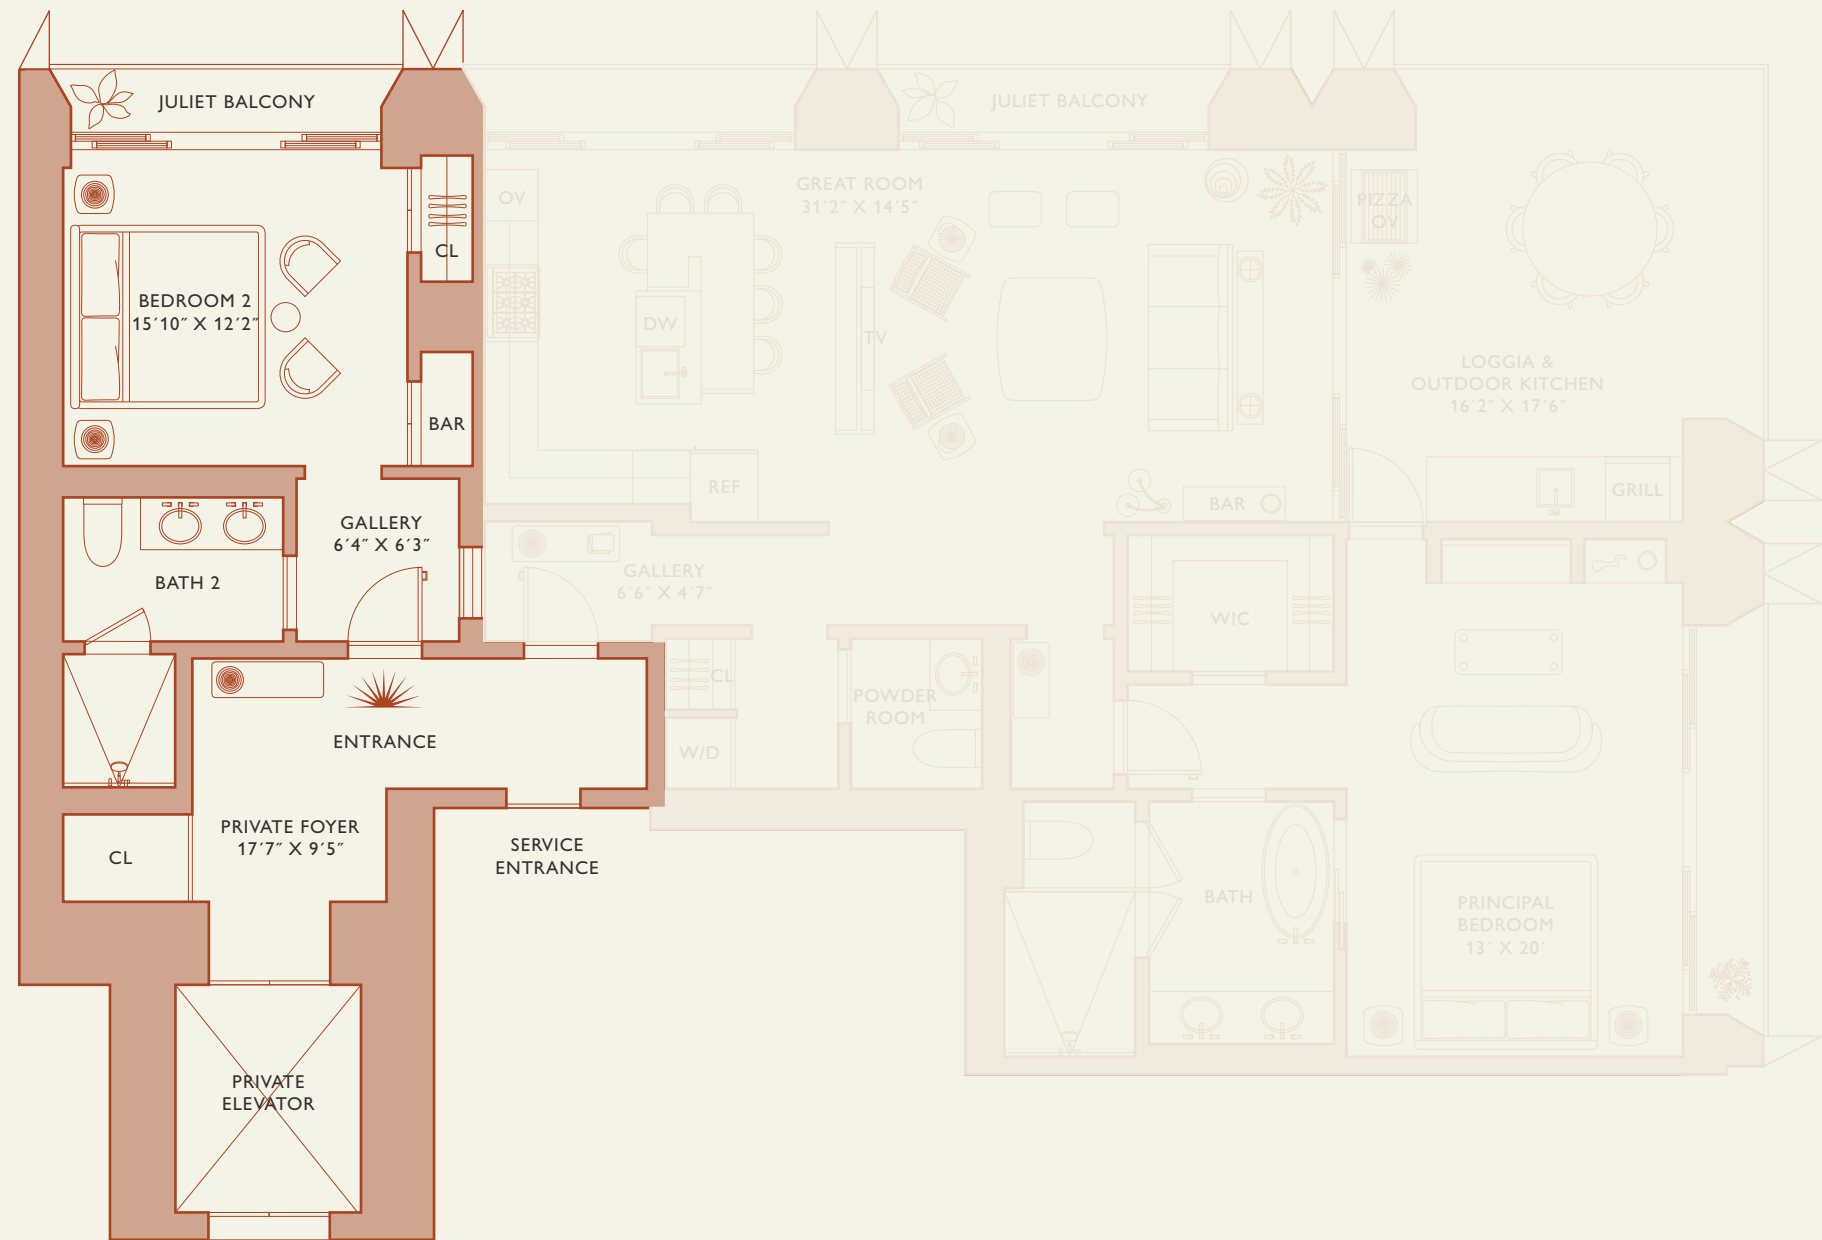 JULIET BALCONY
JULIET BALCONY
OV
GREAT ROOM
31´2˝ X 14´5˝
PIZZA
OV
CL
BEDROOM 2
15´10˝ X 12´2˝
DW
TV
LOGGIA &
OUTDOOR KITCHEN
16´2˝ X 17´6˝
BAR
REF
BAR
GRILL
GALLERY
6´4˝ X 6´3˝
BATH 2
GALLERY
6´6˝ X 4´7˝
WIC
CL
POWDER
ROOM
W/D
ENTRANCE
PRIVATE FOYER
17´7˝ X 9´5˝
CL
SERVICE
ENTRANCE
BATH
PRINCIPAL
BEDROOM
13´ X 20´
PRIVATE
ELEVATOR